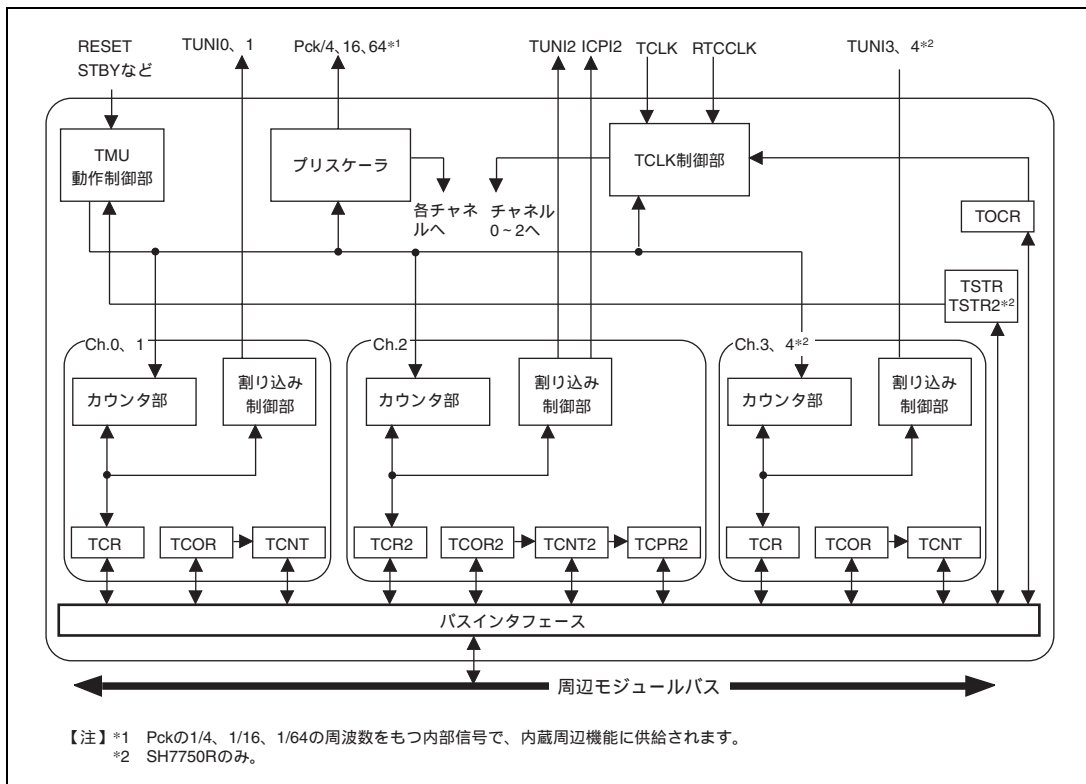 RESET
STBYなど
TUNI0、1
Pck/4、16、64*1
TUNI2 ICPI2
TCLK
RTCCLK
TUNI3、4*2
TMU
動作制御部
プリスケーラ
TCLK制御部
各チャネ
ルへ
チャネル
0~2へ
TOCR
TSTR
TSTR2*2
Ch.0、1
Ch.2
Ch.3、4*2
カウンタ部
割り込み
制御部
カウンタ部
割り込み
制御部
カウンタ部
割り込み
制御部
TCR
TCOR
TCNT
TCR2
TCOR2
TCNT2
TCPR2
TCR
TCOR
TCNT
バスインタフェース
周辺モジュールバス
【注】*1 Pckの1/4、1/16、1/64の周波数をもつ内部信号で、内蔵周辺機能に供給されます。
*2 SH7750Rのみ。